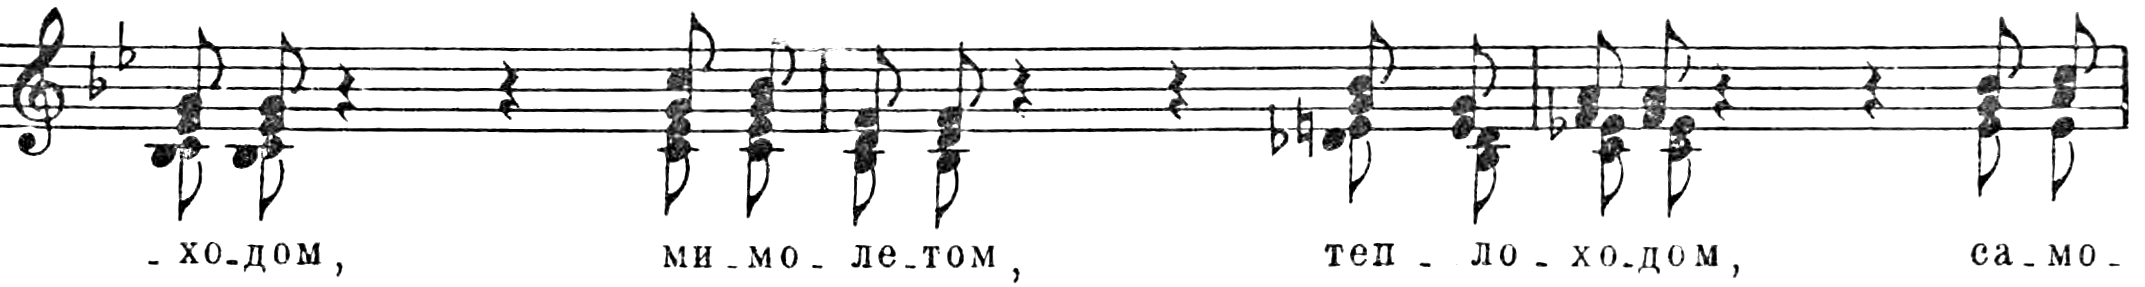 - хо-дом, ми-мо- ле-том, теп - ло-хо-дом, са-мо-